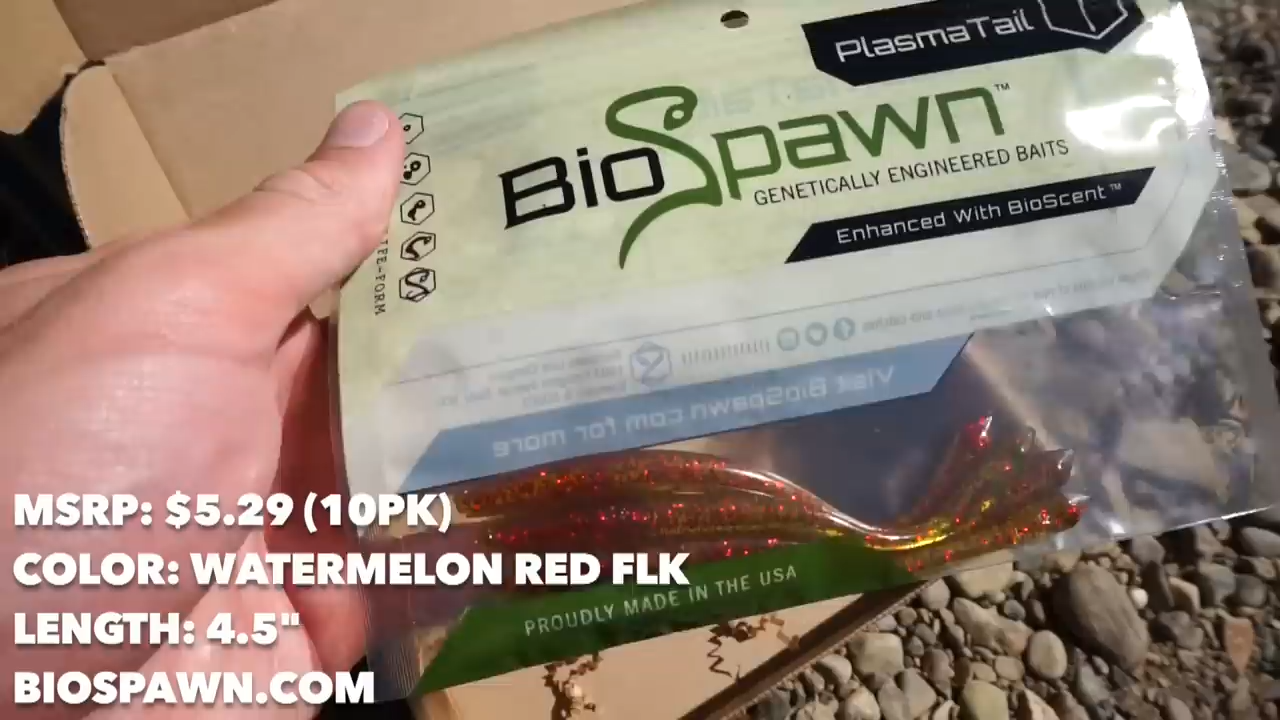 PlasmaTail
BioSpawn™
GENETICALLY ENGINEERED BAITS
Enhanced With BioScent™
Visit BioSpawn.com for more
PROUDLY MADE IN THE USA
MSRP: $5.29 (10PK)
COLOR: WATERMELON RED FLK
LENGTH: 4.5"
BIOSPAWN.COM